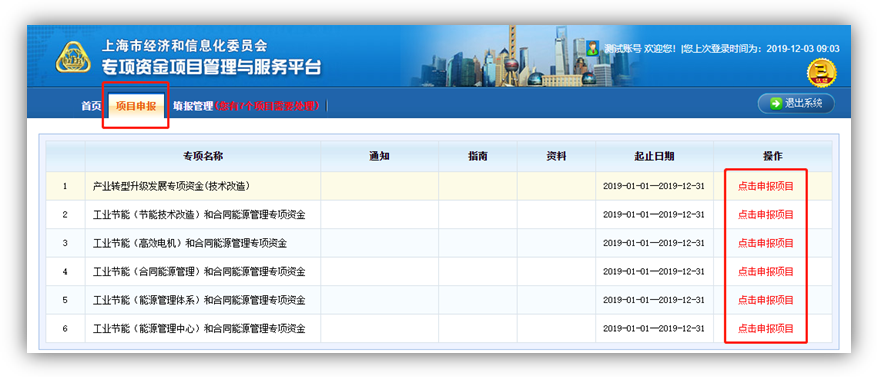 上海市经济和信息化委员会
专项资金项目管理与服务平台
测试账号 欢迎您! |您上次登录时间为: 2019-12-03 09:03
首页 项目申报 填报管理
退出系统
专项名称 通知 指南 资料 起止日期 操作
1 产业转型升级发展专项资金(技术改造) 2019-01-01—2019-12-31 点击申报项目
2 工业节能（节能技术改造）和合同能源管理专项资金 2019-01-01—2019-12-31 点击申报项目
3 工业节能（高效电机）和合同能源管理专项资金 2019-01-01—2019-12-31 点击申报项目
4 工业节能（合同能源管理）和合同能源管理专项资金 2019-01-01—2019-12-31 点击申报项目
5 工业节能（能源管理体系）和合同能源管理专项资金 2019-01-01—2019-12-31 点击申报项目
6 工业节能（能源管理中心）和合同能源管理专项资金 2019-01-01—2019-12-31 点击申报项目